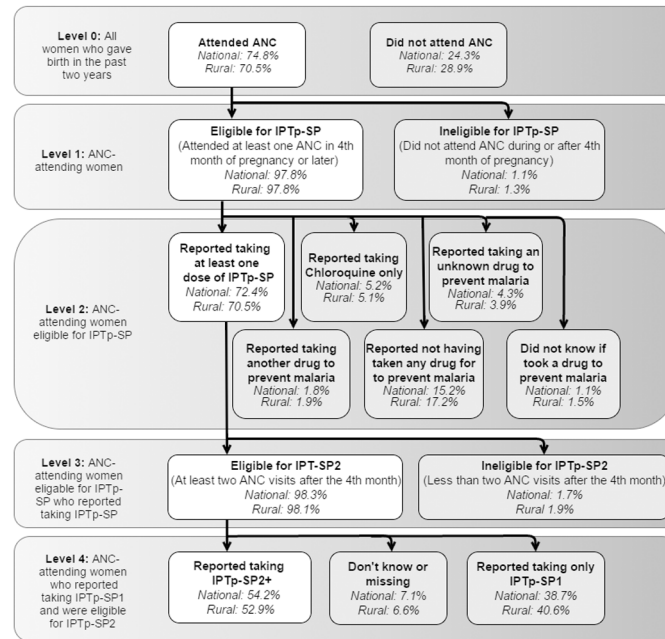 Level 0: All
women who gave
birth in the past
two years
Attended ANC
National: 74.8%
Rural: 70.5%
Did not attend ANC
National: 24.3%
Rural: 28.9%
Level 1: ANC-
attending women
Eligible for IPTp-SP
(Attended at least one ANC in 4th
month of pregnancy or later)
National: 97.8%
Rural: 97.8%
Ineligible for IPTp-SP
(Did not attend ANC during or after 4th
month of pregnancy)
National: 1.1%
Rural: 1.3%
Level 2: ANC-
attending women
eligible for IPTp-SP
Reported taking
at least one
dose of IPTp-SP
National: 72.4%
Rural: 70.5%
Reported taking
Chloroquine only
National: 5.2%
Rural: 5.1%
Reported taking an
unknown drug to
prevent malaria
National: 4.3%
Rural: 3.9%
Reported taking
another drug to
prevent malaria
National: 1.8%
Rural: 1.9%
Reported not having
taken any drug for
to prevent malaria
National: 15.2%
Rural: 17.2%
Did not know if
took a drug to
prevent malaria
National: 1.1%
Rural: 1.5%
Level 3: ANC-
attending women
eligable for IPTp-
SP who reported
taking IPTp-SP
Eligible for IPT-SP2
(At least two ANC visits after the 4th month)
National: 98.3%
Rural: 98.1%
Ineligible for IPTp-SP2
(Less than two ANC visits after the 4th month)
National: 1.7%
Rural 1.9%
Level 4: ANC-
attending women
who reported
taking IPTp-SP1
and were eligible
for IPTp-SP2
Reported taking
IPTp-SP2+
National: 54.2%
Rural: 52.9%
Don't know or
missing
National: 7.1%
Rural: 6.6%
Reported taking only
IPTp-SP1
National: 38.7%
Rural: 40.6%